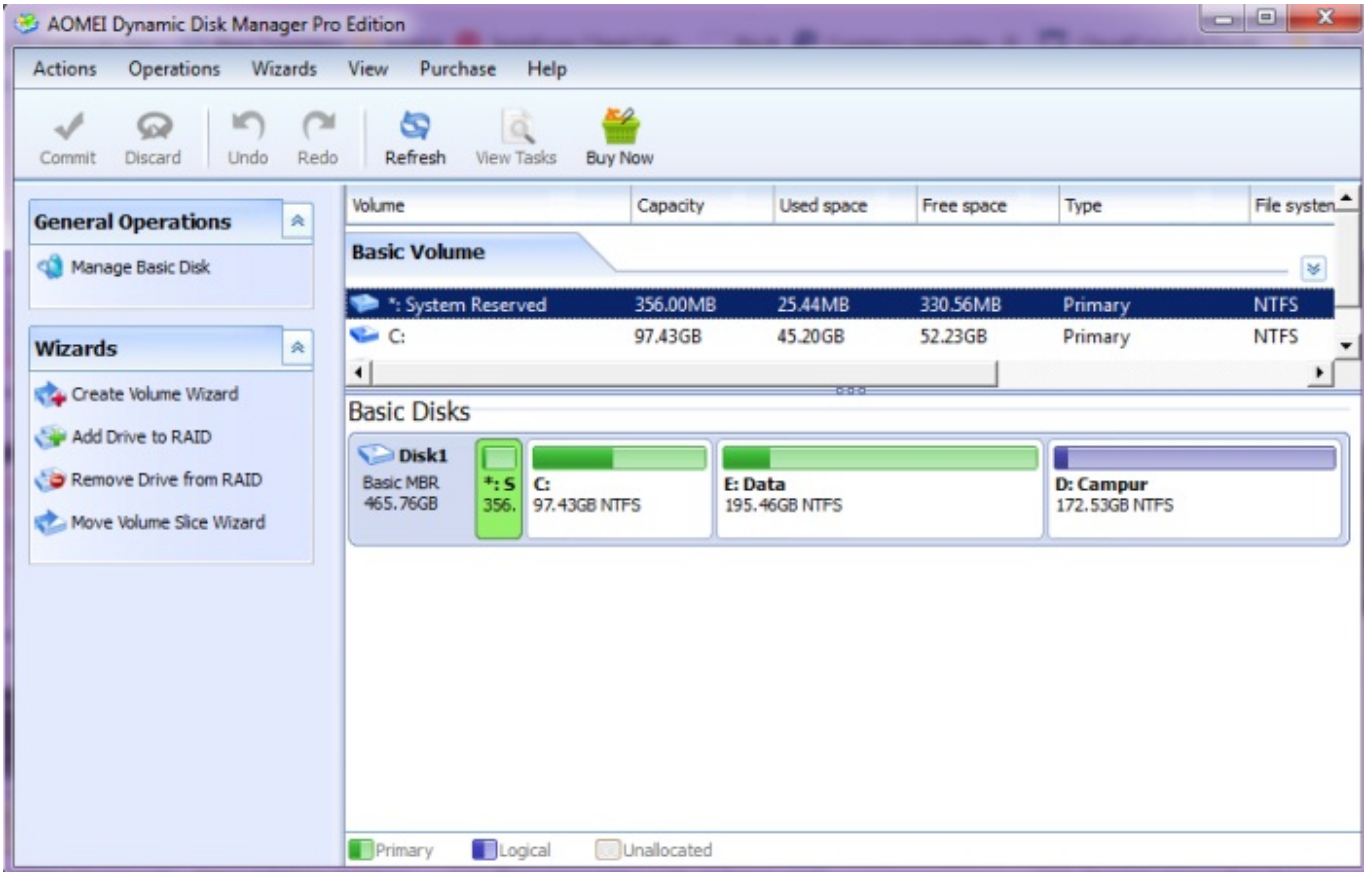 AOMEI Dynamic Disk Manager Pro Edition
Actions Operations Wizards View Purchase Help
Commit Discard Undo Redo Refresh View Tasks Buy Now
General Operations
Manage Basic Disk
Wizards
Create Volume Wizard
Add Drive to RAID
Remove Drive from RAID
Move Volume Slice Wizard
Volume Capacity Used space Free space Type File system
Basic Volume
*: System Reserved 356.00MB 25.44MB 330.56MB Primary NTFS
C: 97.43GB 45.20GB 52.23GB Primary NTFS
Basic Disks
Disk1
Basic MBR
465.76GB
*: S
356.
C:
97.43GB NTFS
E: Data
195.46GB NTFS
D: Campur
172.53GB NTFS
Primary Logical Unallocated